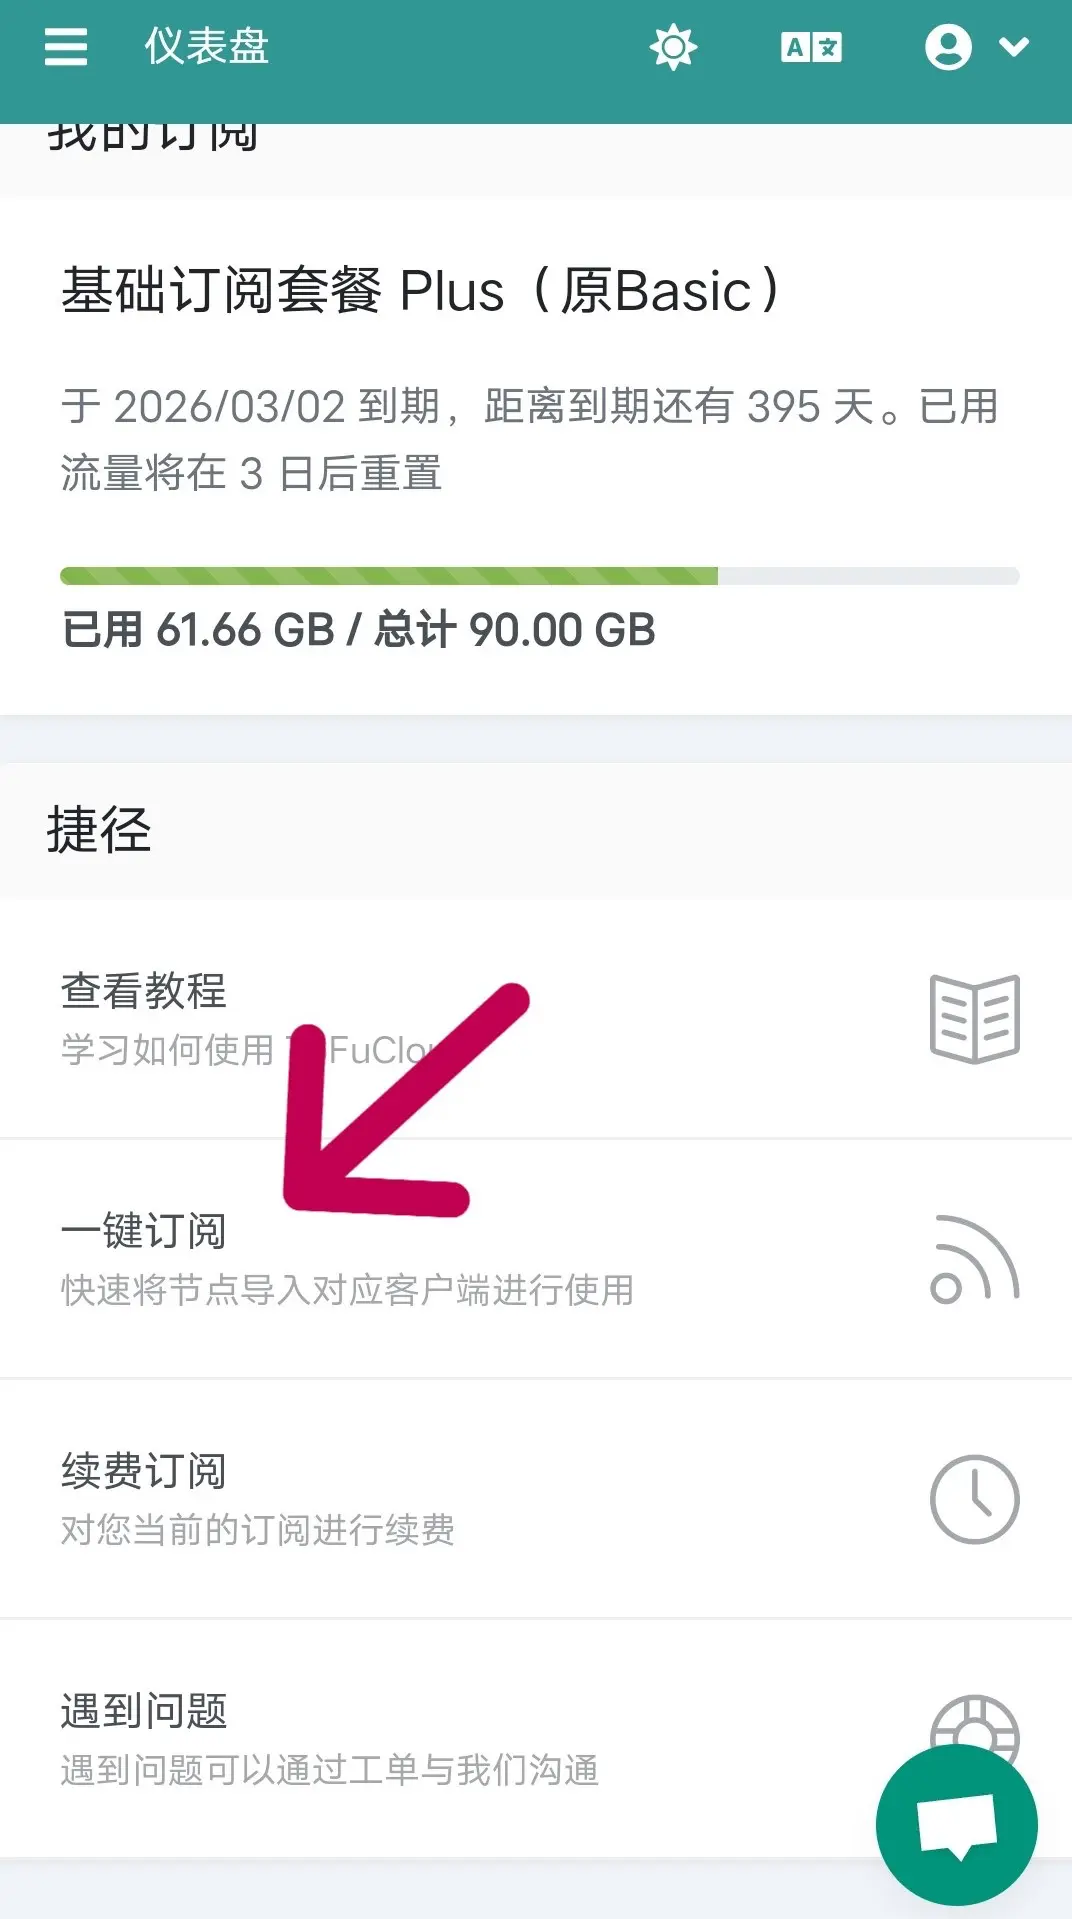 仪表盘
A 文
我的订阅
基础订阅套餐 Plus（原Basic）
于 2026/03/02 到期，距离到期还有 395 天。已用
流量将在 3 日后重置
已用 61.66 GB / 总计 90.00 GB
捷径
查看教程
学习如何使用
一键订阅
快速将节点导入对应客户端进行使用
续费订阅
对您当前的订阅进行续费
遇到问题
遇到问题可以通过工单与我们沟通